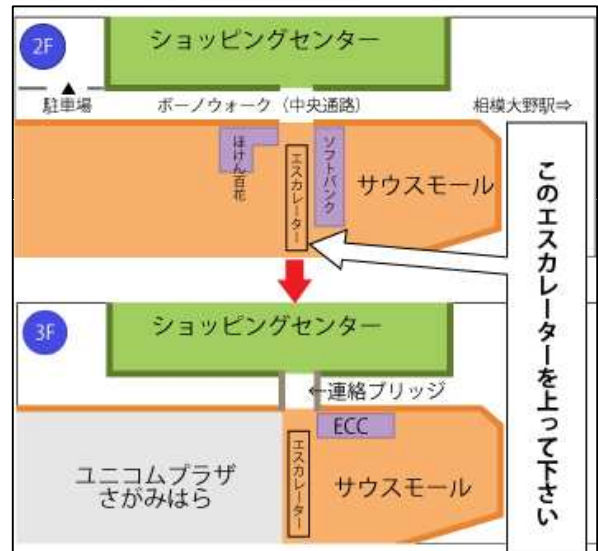 2F
ショッピングセンター
駐車場
ボーノウォーク（中央通路）
相模大野駅⇒
ほけん百花
エスカレーター
ソフトバンク
サウスモール
このエスカレーターを上って下さい
3F
ショッピングセンター
←連絡ブリッジ
ECC
エスカレーター
ユニコムプラザ
さがみはら
サウスモール